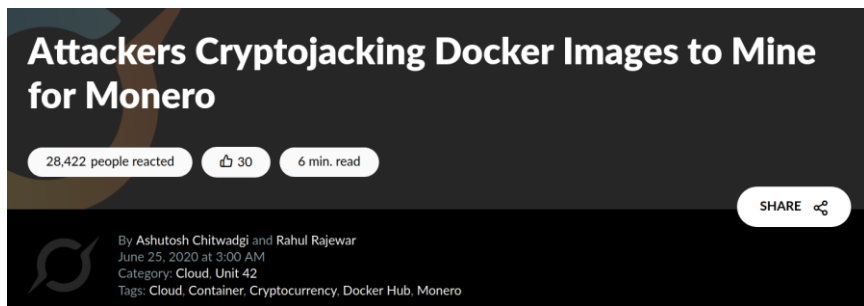 Attackers Cryptojacking Docker Images to Mine
for Monero
28,422 people reacted
30
6 min. read
SHARE
By Ashutosh Chitwadgi and Rahul Rajewar
June 25, 2020 at 3:00 AM
Category: Cloud, Unit 42
Tags: Cloud, Container, Cryptocurrency, Docker Hub, Monero